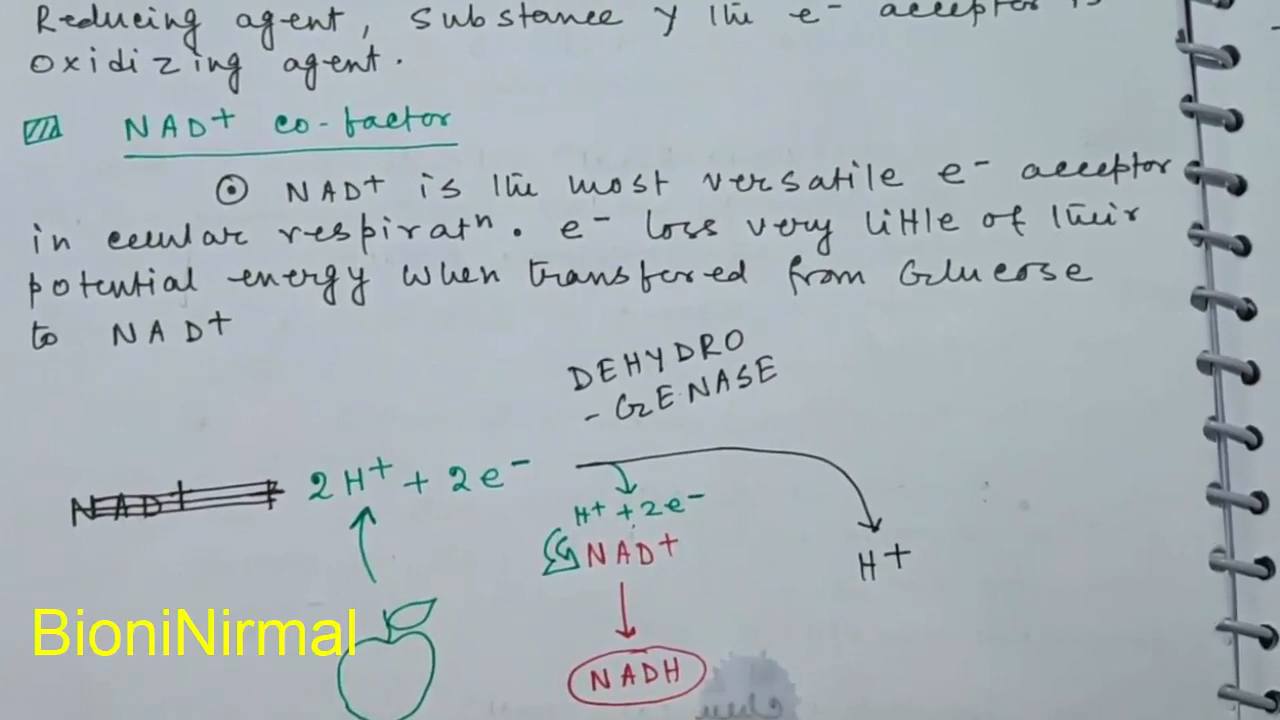 Reducing agent, substance y the e- acceptor is
oxidizing agent.
NAD+ co-factor
⊙ NAD+ is the most versatile e- acceptor
in cellular respiratn. e- loss very little of their
potential energy when transfered from Glucose
to NAD+
DEHYDRO
-GENASE
NAD+
2H+ + 2e-
H+ + 2e-
NAD+
H+
NADH
BioniNirmal